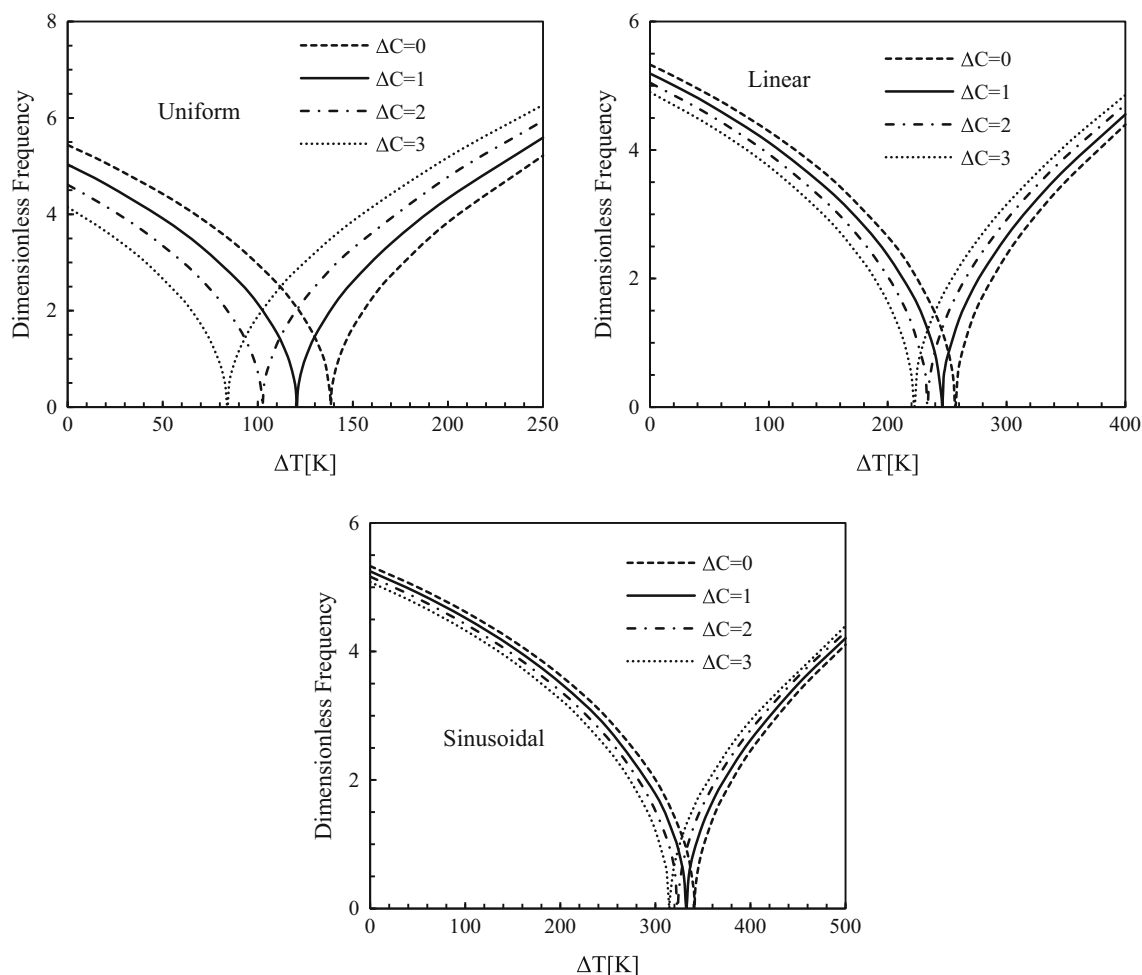 8
6
4
2
0
Dimensionless Frequency
Uniform
ΔC=0
ΔC=1
ΔC=2
ΔC=3
0 50 100 150 200 250
ΔT[K]
6
4
2
0
Dimensionless Frequency
Linear
ΔC=0
ΔC=1
ΔC=2
ΔC=3
0 100 200 300 400
ΔT[K]
6
4
2
0
Dimensionless Frequency
Sinusoidal
ΔC=0
ΔC=1
ΔC=2
ΔC=3
0 100 200 300 400 500
ΔT[K]